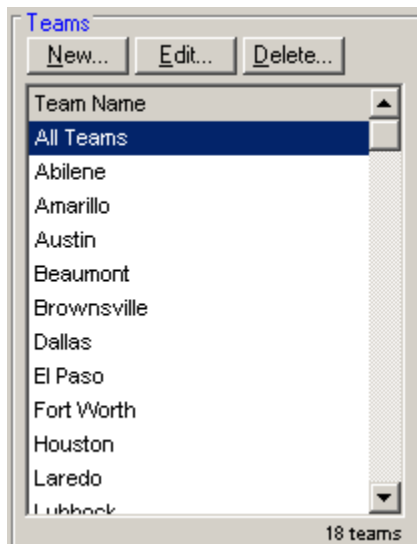 Teams
New... Edit... Delete...
Team Name
All Teams
Abilene
Amarillo
Austin
Beaumont
Brownsville
Dallas
El Paso
Fort Worth
Houston
Laredo
Lubbock
18 teams